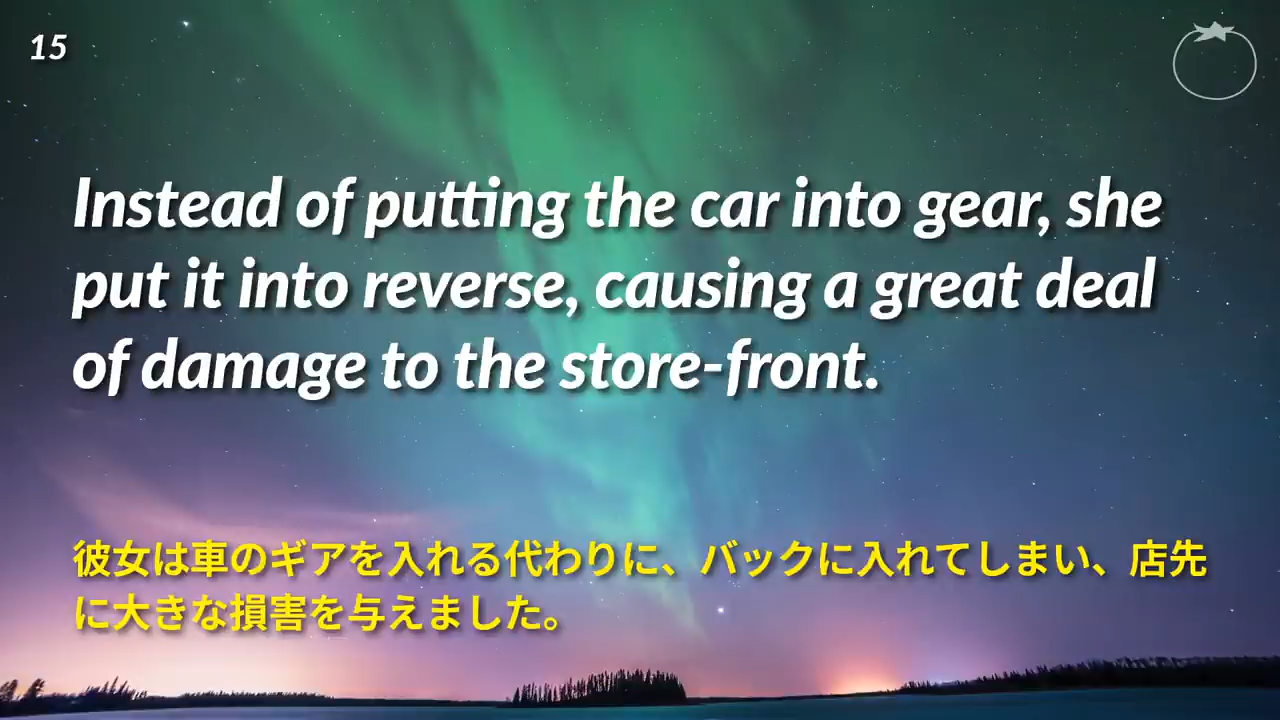 15
Instead of putting the car into gear, she
put it into reverse, causing a great deal
of damage to the store-front.
彼女は車のギアを入れる代わりに、バックに入れてしまい、店先
に大きな損害を与えました。